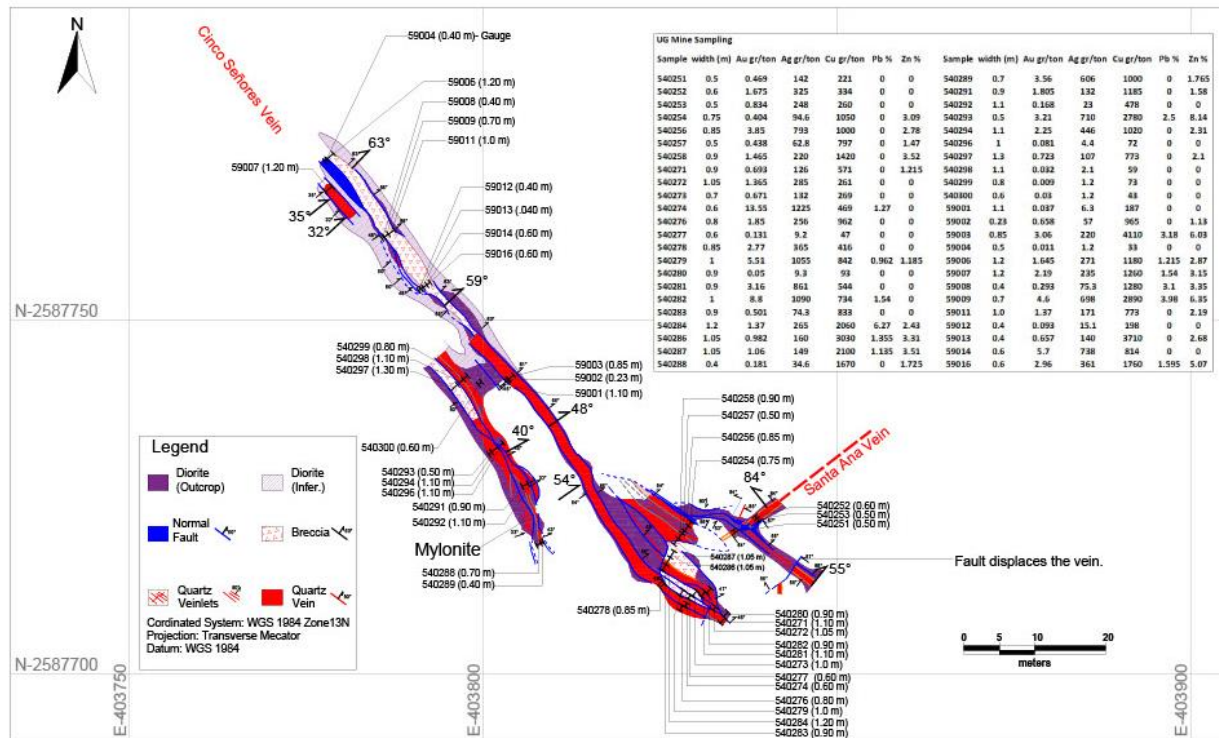 N
Cinco Señores Vein
59004 (0.40 m)- Gauge
59006 (1.20 m)
59008 (0.40 m)
59009 (0.70 m)
59011 (1.0 m)
59007 (1.20 m)
63°
35°
32°
59012 (0.40 m)
59013 (.040 m)
59014 (0.60 m)
59016 (0.60 m)
59°
UG Mine Sampling
Sample width (m) Au gr/ton Ag gr/ton Cu gr/ton Pb % Zn % Sample width (m) Au gr/ton Ag gr/ton Cu gr/ton Pb % Zn %
540251 0.5 0.469 142 221 0 0 540289 0.7 3.56 606 1000 0 1.765
540252 0.6 1.675 325 334 0 0 540291 0.9 1.805 132 1185 0 1.58
540253 0.5 0.834 248 260 0 0 540292 1.1 0.168 23 478 0 0
540254 0.75 0.404 94.6 1050 0 3.09 540293 0.5 3.21 710 2780 2.5 8.14
540256 0.85 3.85 793 1000 0 2.78 540294 1.1 2.25 446 1020 0 2.31
540257 0.5 0.438 62.8 797 0 1.47 540296 1 0.081 4.4 72 0 0
540258 0.9 1.465 220 1420 0 3.52 540297 1.3 0.723 107 773 0 2.1
540271 0.9 0.693 126 571 0 1.215 540298 1.1 0.032 2.1 59 0 0
540272 1.05 1.365 285 261 0 0 540299 0.8 0.009 1.2 73 0 0
540273 0.7 0.671 132 269 0 0 540300 0.6 0.03 1.2 43 0 0
540274 0.6 13.55 1225 469 1.27 0 59001 1.1 0.037 6.3 187 0 0
540276 0.8 1.85 256 962 0 0 59002 0.23 0.658 57 965 0 1.13
540277 0.6 0.131 9.2 47 0 0 59003 0.85 3.06 220 4110 3.18 6.03
540278 0.85 2.77 365 416 0 0 59004 0.5 0.011 1.2 33 0 0
540279 1 5.51 1055 842 0.962 1.185 59006 1.2 1.645 271 1180 1.215 2.87
540280 0.9 0.05 9.3 93 0 0 59007 1.2 2.19 235 1260 1.54 3.15
540281 0.9 3.16 861 544 0 0 59008 0.4 0.293 75.3 1280 3.1 3.35
540282 1 8.8 1090 734 1.54 0 59009 0.7 4.6 698 2890 3.98 6.35
540283 0.9 0.501 74.3 833 0 0 59011 1.0 1.37 171 773 0 2.19
540284 1.2 1.37 265 2060 6.27 2.43 59012 0.4 0.093 15.1 198 0 0
540286 1.05 0.982 160 3030 1.355 3.31 59013 0.4 0.657 140 3710 0 2.68
540287 1.05 1.06 149 2100 1.135 3.51 59014 0.6 5.7 738 814 0 0
540288 0.4 0.181 34.6 1670 0 1.725 59016 0.6 2.96 361 1760 1.595 5.07
N-2587750
540299 (0.80 m)
540298 (1.10 m)
540297 (1.30 m)
59003 (0.85 m)
59002 (0.23 m)
59001 (1.10 m)
48°
40°
54°
540300 (0.60 m)
540293 (0.50 m)
540294 (1.10 m)
540296 (1.10 m)
540291 (0.90 m)
540292 (1.10 m)
Mylonite
540288 (0.70 m)
540289 (0.40 m)
540258 (0.90 m)
540257 (0.50 m)
540256 (0.85 m)
540254 (0.75 m)
84°
Santa Ana Vein
540252 (0.60 m)
540253 (0.50 m)
540251 (0.50 m)
540287 (1.05 m)
540286 (1.05 m)
55°
Fault displaces the vein.
540278 (0.85 m)
540280 (0.90 m)
540271 (1.10 m)
540272 (1.05 m)
540282 (0.90 m)
540281 (1.10 m)
540273 (1.0 m)
540277 (0.60 m)
540274 (0.60 m)
540276 (0.80 m)
540279 (1.0 m)
540284 (1.20 m)
540283 (0.90 m)
Legend
Diorite (Outcrop)
Diorite (Infer.)
Normal Fault
Breccia
Quartz Veinlets
Quartz Vein
Cordinated System: WGS 1984 Zone13N
Projection: Transverse Mecator
Datum: WGS 1984
0 5 10 20
meters
N-2587700
E-403750
E-403800
E-403900